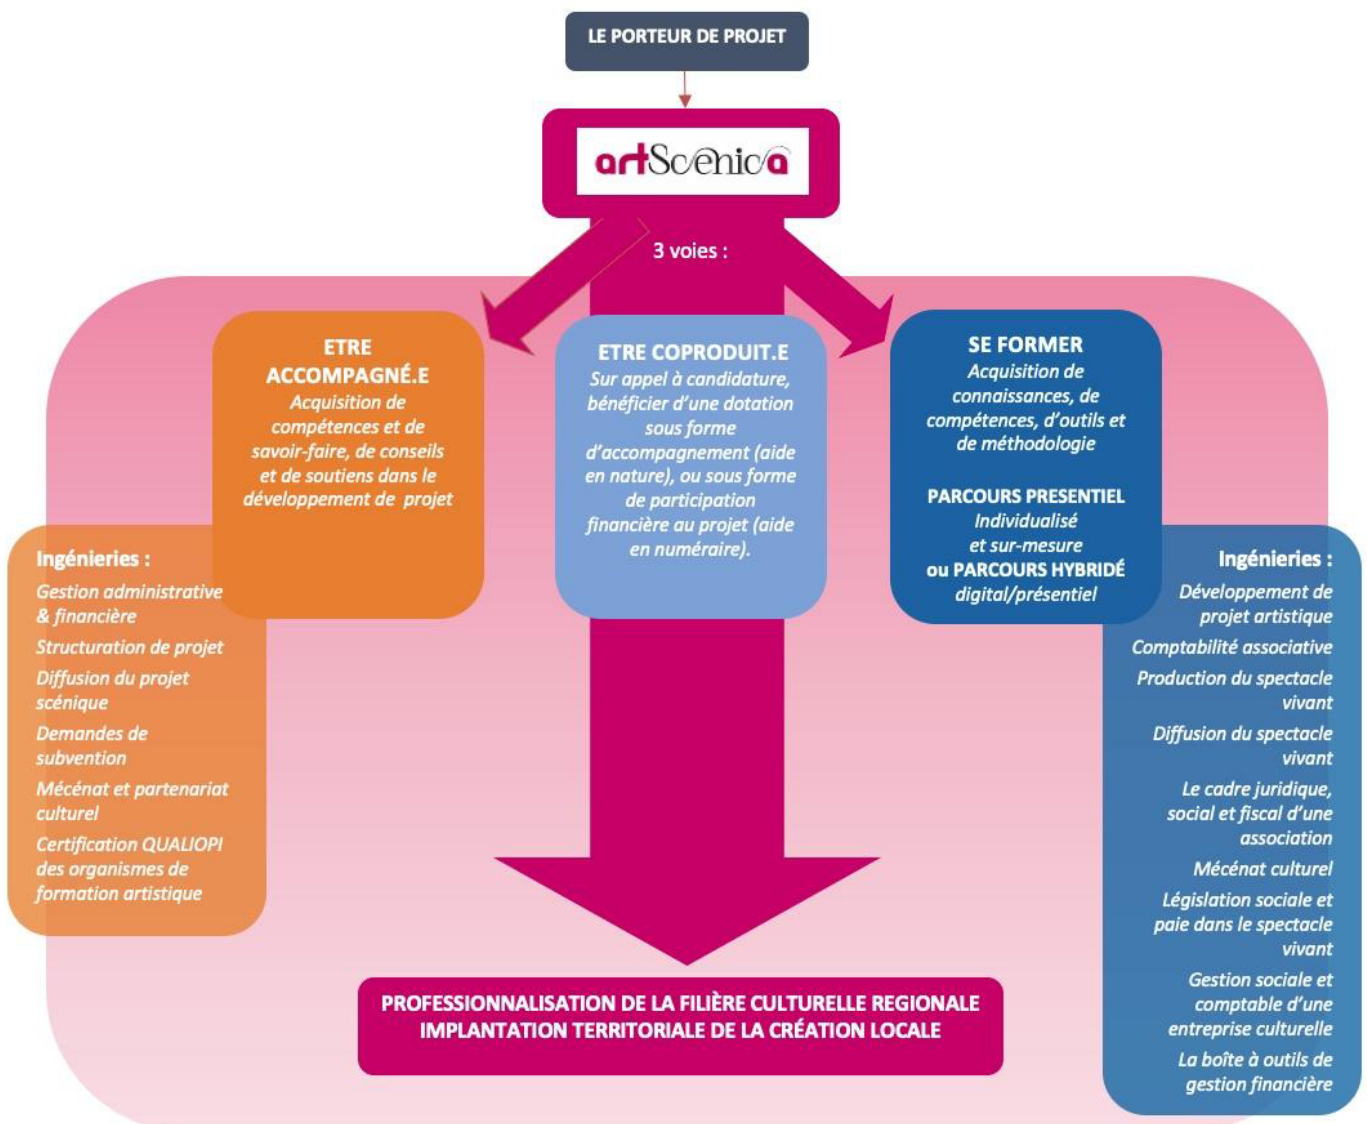 LE PORTEUR DE PROJET
artScénica
3 voies :
ETRE
ACCOMPAGNÉ.E
Acquisition de
compétences et de
savoir-faire, de conseils
et de soutiens dans le
développement de projet
Ingénieries :
Gestion administrative
& financière
Structuration de projet
Diffusion du projet
scénique
Demandes de
subvention
Mécénat et partenariat
culturel
Certification QUALIOPI
des organismes de
formation artistique
ETRE COPRODUIT.E
Sur appel à candidature,
bénéficier d’une dotation
sous forme
d’accompagnement (aide
en nature), ou sous forme
de participation
financière au projet (aide
en numéraire).
SE FORMER
Acquisition de
connaissances, de
compétences, d’outils et
de méthodologie
PARCOURS PRESENTIEL
Individualisé
et sur-mesure
ou PARCOURS HYBRIDÉ
digital/présentiel
Ingénieries :
Développement de
projet artistique
Comptabilité associative
Production du spectacle
vivant
Diffusion du spectacle
vivant
Le cadre juridique,
social et fiscal d’une
association
Mécénat culturel
Législation sociale et
paie dans le spectacle
vivant
Gestion sociale et
comptable d’une
entreprise culturelle
La boîte à outils de
gestion financière
PROFESSIONNALISATION DE LA FILIÈRE CULTURELLE REGIONALE
IMPLANTATION TERRITORIALE DE LA CRÉATION LOCALE